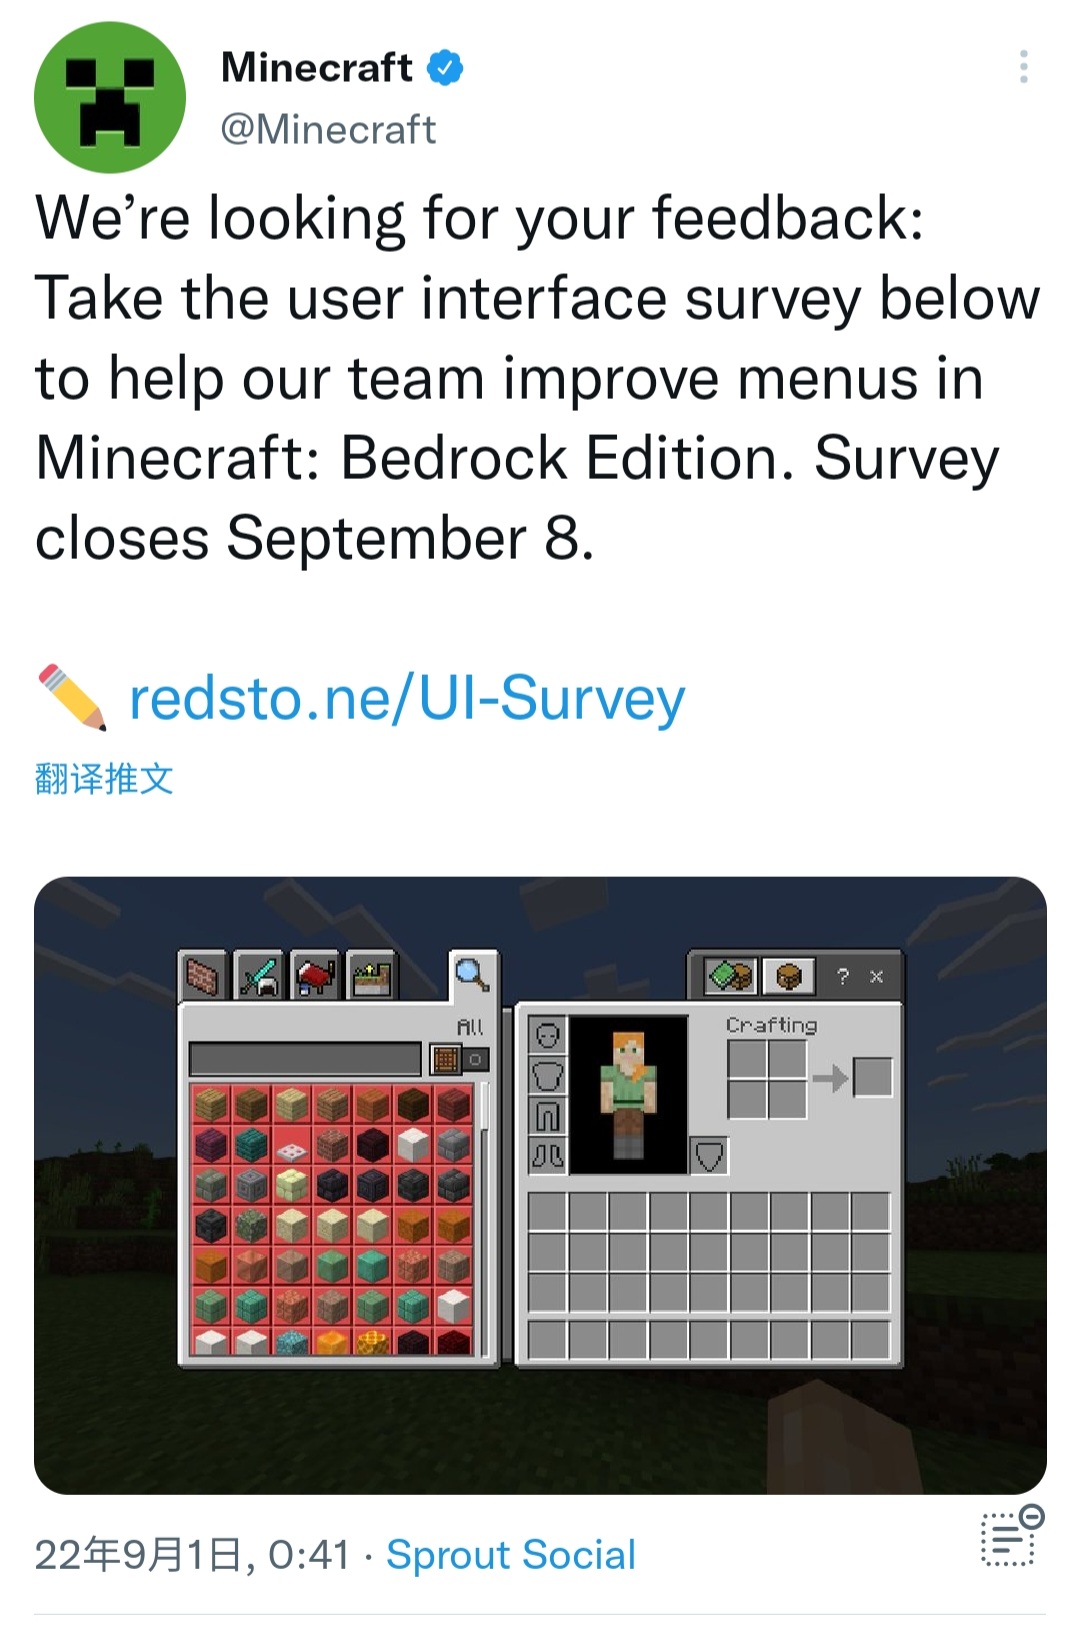 Minecraft
@Minecraft
We’re looking for your feedback:
Take the user interface survey below
to help our team improve menus in
Minecraft: Bedrock Edition. Survey
closes September 8.
✏️ redsto.ne/UI-Survey
翻译推文
? ×
All
Crafting
22年9月1日, 0:41 · Sprout Social